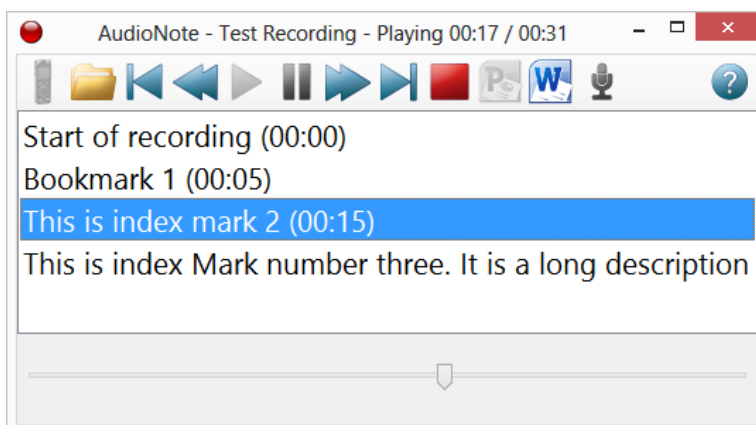 AudioNote - Test Recording - Playing 00:17 / 00:31
Start of recording (00:00)
Bookmark 1 (00:05)
This is index mark 2 (00:15)
This is index Mark number three. It is a long description